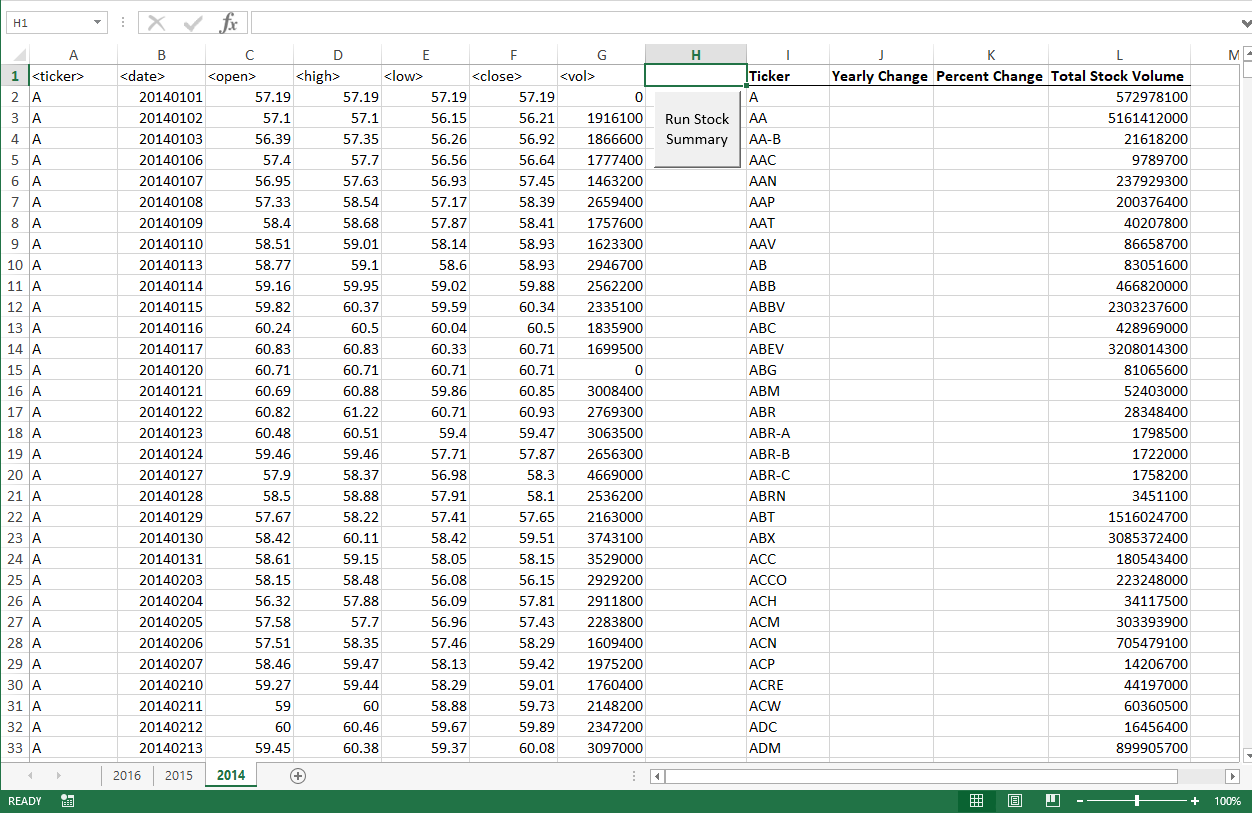 H1 fx
A B C D E F G H I J K L M
1 <ticker> <date> <open> <high> <low> <close> <vol> Ticker Yearly Change Percent Change Total Stock Volume
2 A 20140101 57.19 57.19 57.19 57.19 0 A 572978100
3 A 20140102 57.1 57.1 56.15 56.21 1916100 Run Stock AA 5161412000
4 A 20140103 56.39 57.35 56.26 56.92 1866600 Summary AA-B 21618200
5 A 20140106 57.4 57.7 56.56 56.64 1777400 AAC 9789700
6 A 20140107 56.95 57.63 56.93 57.45 1463200 AAN 237929300
7 A 20140108 57.33 58.54 57.17 58.39 2659400 AAP 200376400
8 A 20140109 58.4 58.68 57.87 58.41 1757600 AAT 40207800
9 A 20140110 58.51 59.01 58.14 58.93 1623300 AAV 86658700
10 A 20140113 58.77 59.1 58.6 58.93 2946700 AB 83051600
11 A 20140114 59.16 59.95 59.02 59.88 2562200 ABB 466820000
12 A 20140115 59.82 60.37 59.59 60.34 2335100 ABBV 2303237600
13 A 20140116 60.24 60.5 60.04 60.5 1835900 ABC 428969000
14 A 20140117 60.83 60.83 60.33 60.71 1699500 ABEV 3208014300
15 A 20140120 60.71 60.71 60.71 60.71 0 ABG 81065600
16 A 20140121 60.69 60.88 59.86 60.85 3008400 ABM 52403000
17 A 20140122 60.82 61.22 60.71 60.93 2769300 ABR 28348400
18 A 20140123 60.48 60.51 59.4 59.47 3063500 ABR-A 1798500
19 A 20140124 59.46 59.46 57.71 57.87 2656300 ABR-B 1722000
20 A 20140127 57.9 58.37 56.98 58.3 4669000 ABR-C 1758200
21 A 20140128 58.5 58.88 57.91 58.1 2536200 ABRN 3451100
22 A 20140129 57.67 58.22 57.41 57.65 2163000 ABT 1516024700
23 A 20140130 58.42 60.11 58.42 59.51 3743100 ABX 3085372400
24 A 20140131 58.61 59.15 58.05 58.15 3529000 ACC 180543400
25 A 20140203 58.15 58.48 56.08 56.15 2929200 ACCO 223248000
26 A 20140204 56.32 57.88 56.09 57.81 2911800 ACH 34117500
27 A 20140205 57.58 57.7 56.96 57.43 2283800 ACM 303393900
28 A 20140206 57.51 58.35 57.46 58.29 1609400 ACN 705479100
29 A 20140207 58.46 59.47 58.13 59.42 1975200 ACP 14206700
30 A 20140210 59.27 59.44 58.29 59.01 1760400 ACRE 44197000
31 A 20140211 59 60 58.88 59.73 2148200 ACW 60360500
32 A 20140212 60 60.46 59.67 59.89 2347200 ADC 16456400
33 A 20140213 59.45 60.38 59.37 60.08 3097000 ADM 899905700
2016 2015 2014
READY 100%